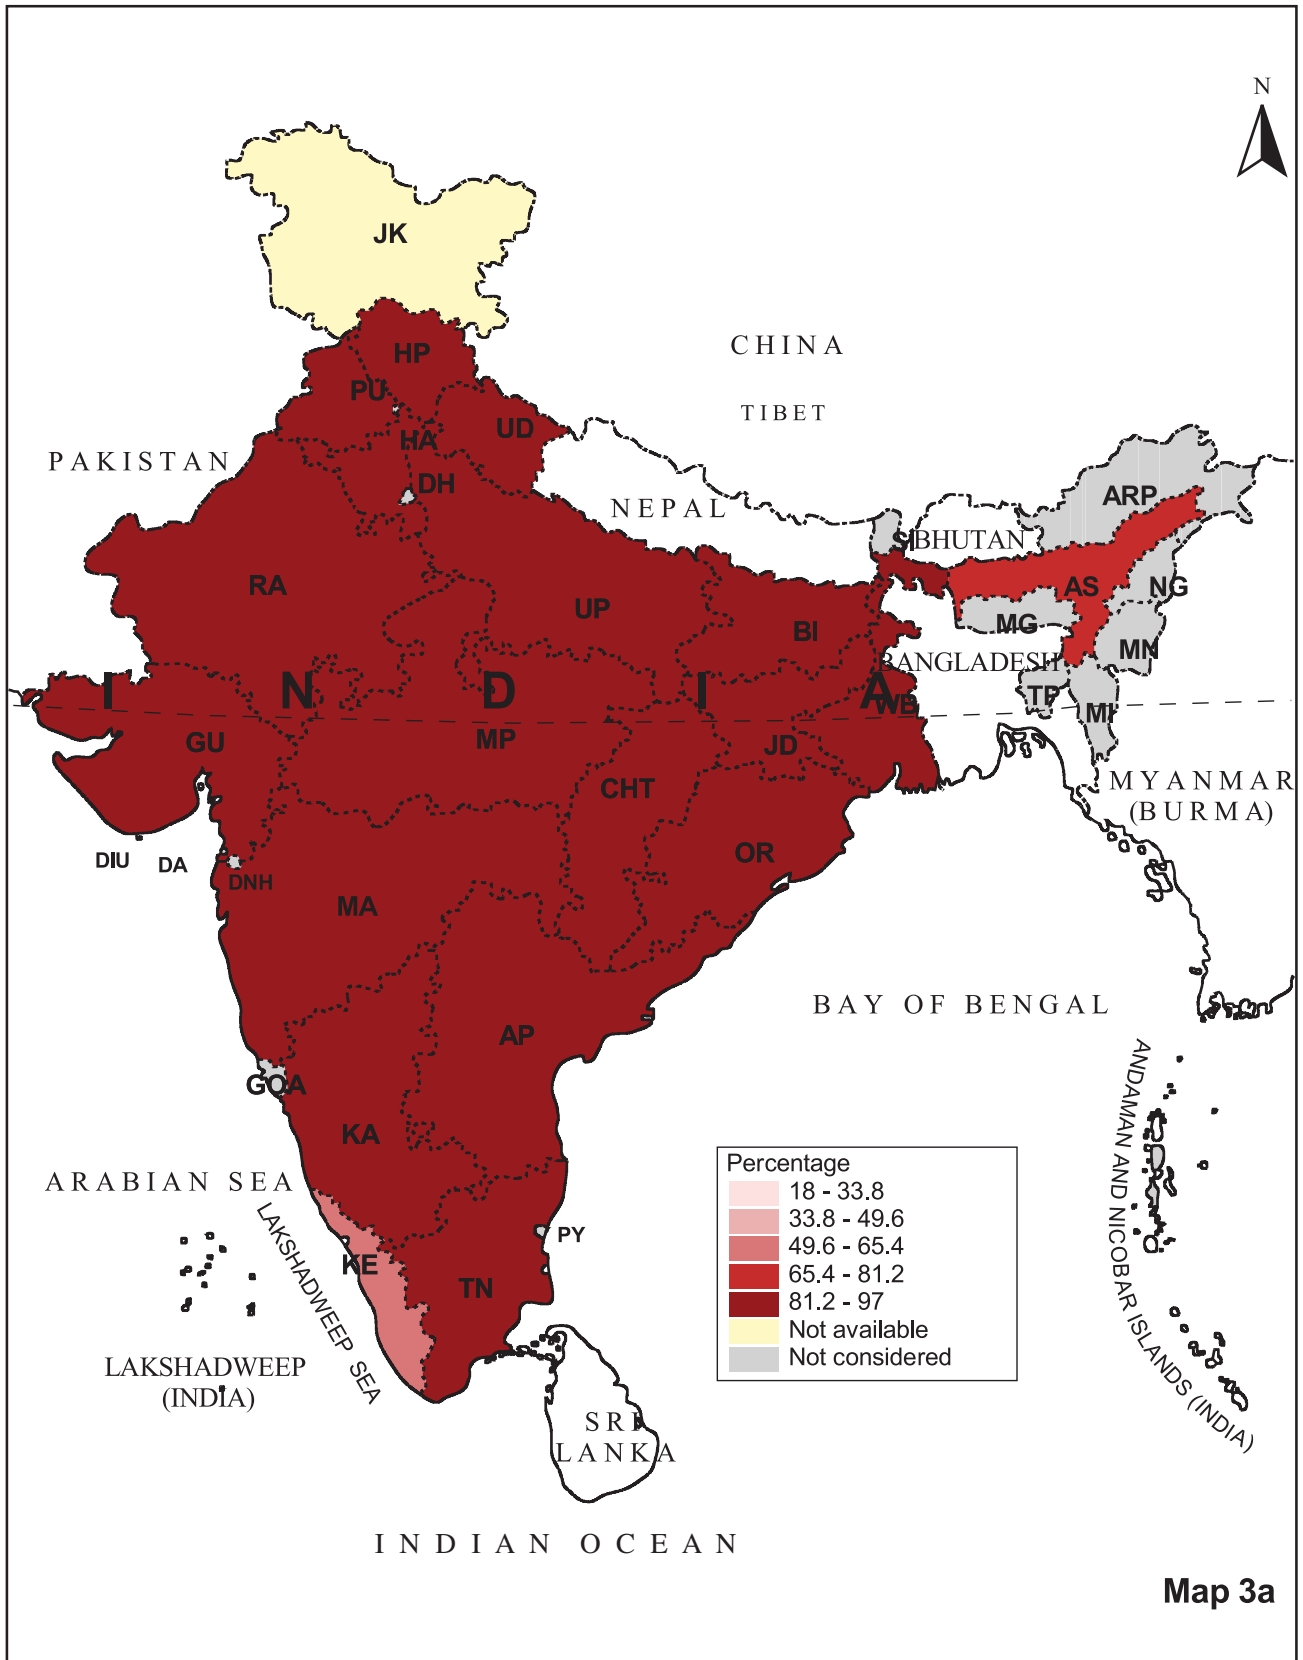 N
JK
CHINA
HP
PU
TIBET
UD
HA
PAKISTAN
DH
NEPAL
ARP
SI
BHUTAN
RA
AS
NG
UP
MG
BI
MN
BANGLADESH
I N D I A
TP
WB
MI
GU
MP
JD
CHT
MYANMAR
(BURMA)
OR
DIU
DA
DNH
MA
BAY OF BENGAL
AP
GOA
ANDAMAN AND NICOBAR ISLANDS (INDIA)
KA
Percentage
18 - 33.8
33.8 - 49.6
49.6 - 65.4
65.4 - 81.2
81.2 - 97
Not available
Not considered
ARABIAN SEA
LAKSHADWEEP SEA
PY
KE
TN
LAKSHADWEEP
(INDIA)
SRI
LANKA
INDIAN OCEAN
Map 3a